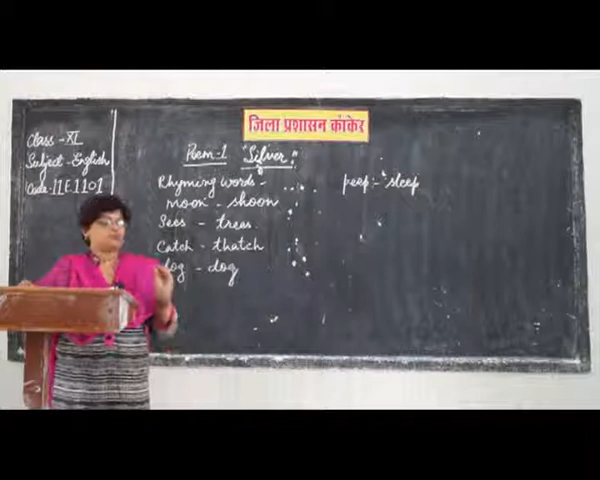 जिला प्रशासन कांकेर
Class - XI
Subject - English
Code - 11E1101
Poem-1 "Silver"
Rhyming words -
moon - shoon
Sees - trees
Catch - thatch
dog - dog
peep - sleep